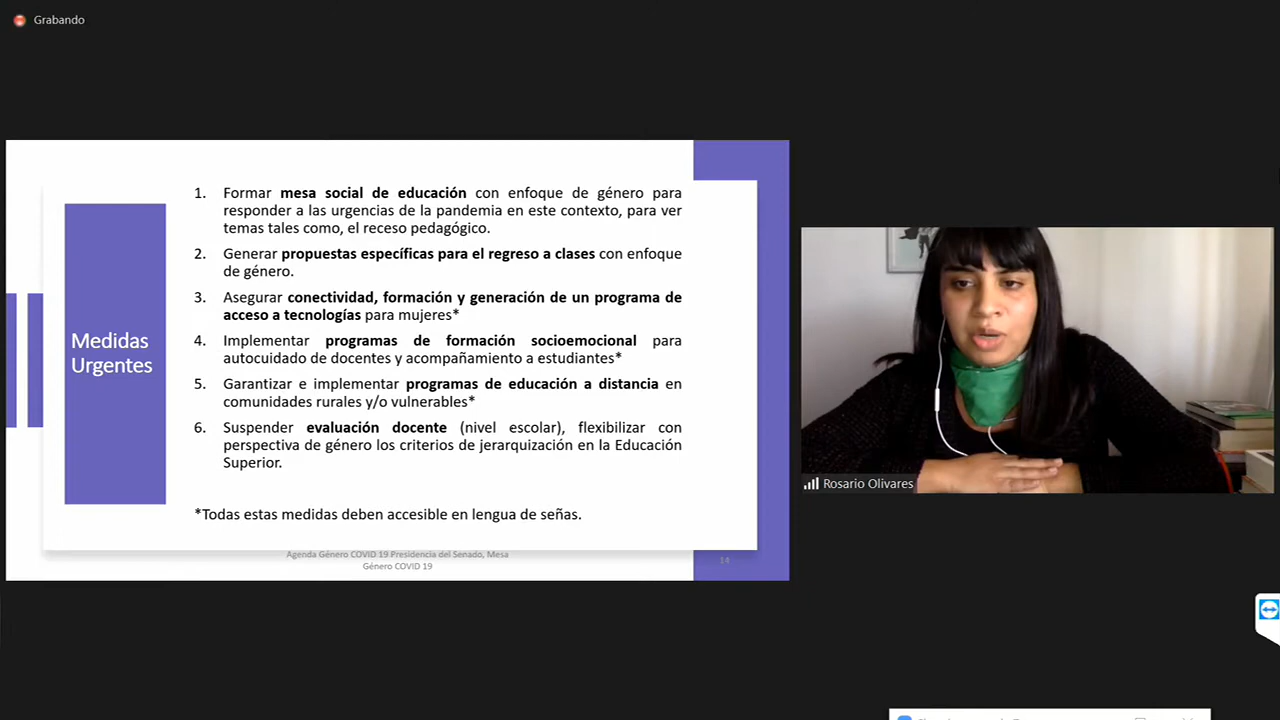 Grabando
Medidas
Urgentes
1. Formar mesa social de educación con enfoque de género para
responder a las urgencias de la pandemia en este contexto, para ver
temas tales como, el receso pedagógico.
2. Generar propuestas específicas para el regreso a clases con enfoque
de género.
3. Asegurar conectividad, formación y generación de un programa de
acceso a tecnologías para mujeres*
4. Implementar programas de formación socioemocional para
autocuidado de docentes y acompañamiento a estudiantes*
5. Garantizar e implementar programas de educación a distancia en
comunidades rurales y/o vulnerables*
6. Suspender evaluación docente (nivel escolar), flexibilizar con
perspectiva de género los criterios de jerarquización en la Educación
Superior.
*Todas estas medidas deben accesible en lengua de señas.
Agenda Género COVID 19 Presidencia del Senado, Mesa
Género COVID 19
14
Rosario Olivares